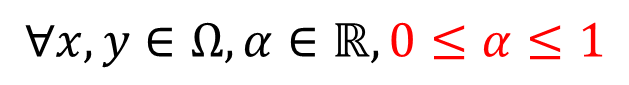 ∀𝑥, 𝑦 ∈ Ω, 𝛼 ∈ ℝ, 0 ≤ 𝛼 ≤ 1